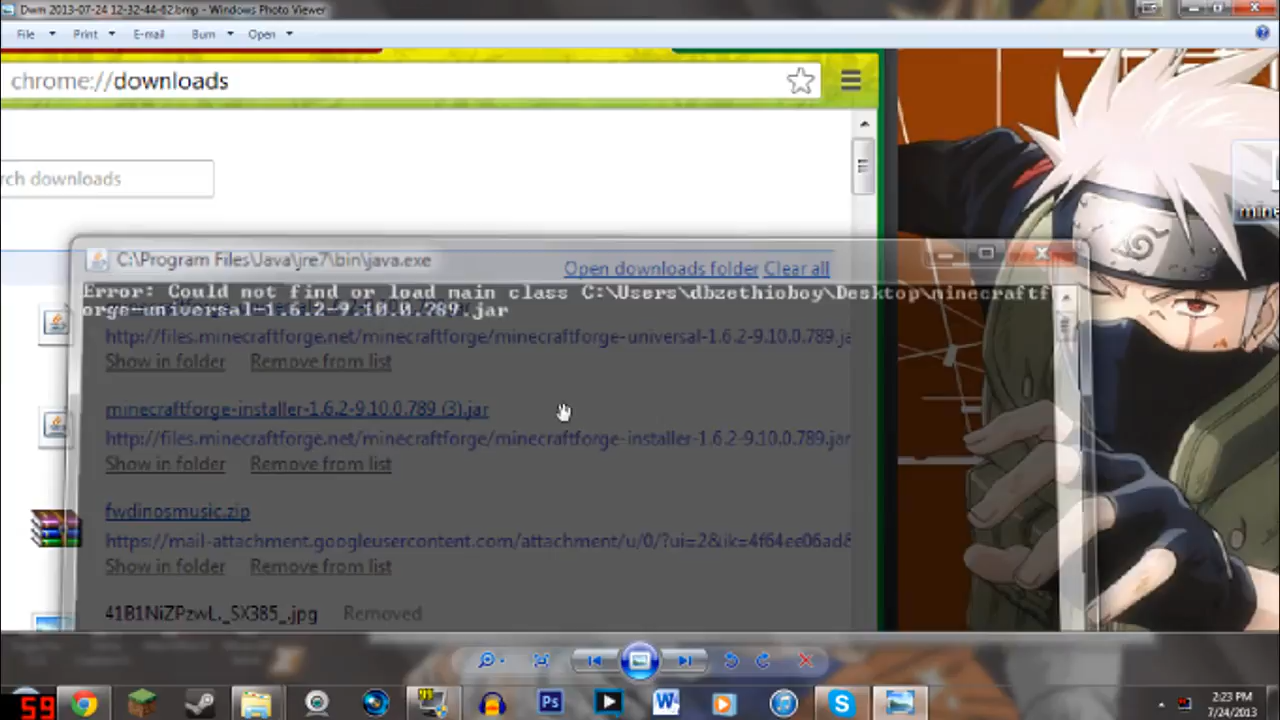 Dwm 2013-07-24 12-32-44-62.bmp - Windows Photo Viewer
File Print E-mail Burn Open
chrome://downloads
rch downloads
C:\Program Files\Java\jre7\bin\java.exe
Open downloads folder Clear all
Error: Could not find or load main class C:\Users\dbzethioboy\Desktop\minecraftf
orge-universal-1.6.2-9.10.0.789.jar
http://files.minecraftforge.net/minecraftforge/minecraftforge-universal-1.6.2-9.10.0.789.ja
Show in folder Remove from list
minecraftforge-installer-1.6.2-9.10.0.789 (3).jar
http://files.minecraftforge.net/minecraftforge/minecraftforge-installer-1.6.2-9.10.0.789.jar
Show in folder Remove from list
fwdinosmusic.zip
https://mail-attachment.googleusercontent.com/attachment/u/0/?ui=2&ik=4f64ee06ad&
Show in folder Remove from list
41B1NiZPzwL._SX385_.jpg Removed
59
Ps
W
S
2:23 PM
7/24/2013